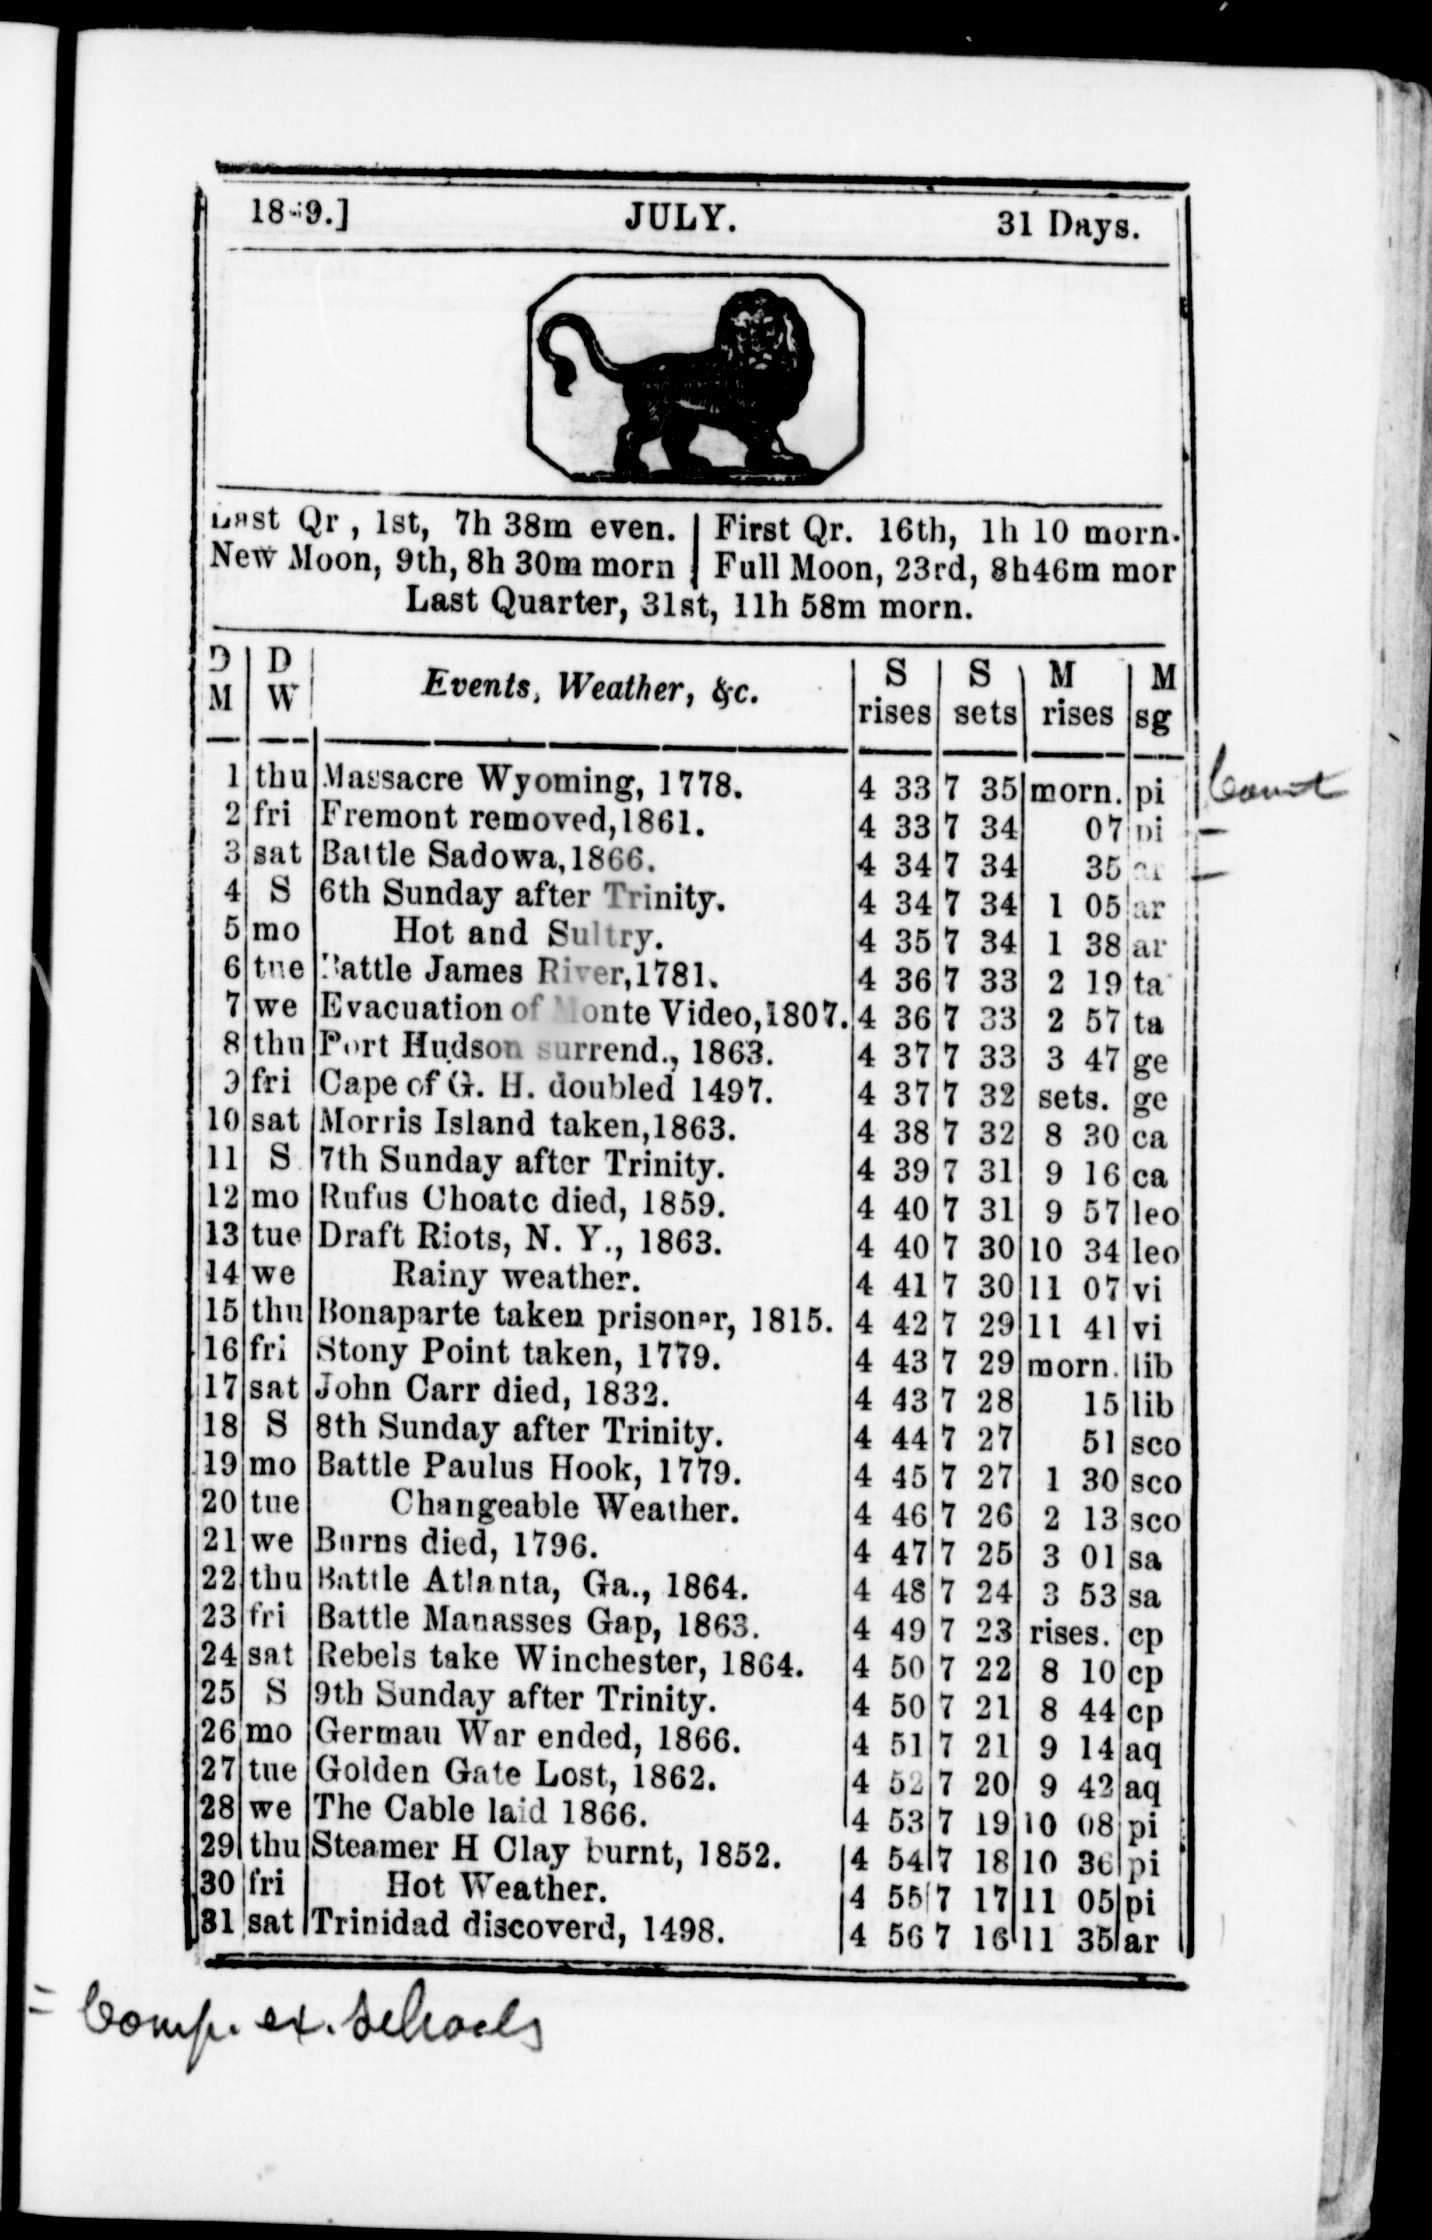 18-9.] JULY. 31 Days.
Last Qr , 1st, 7h 38m even. | First Qr. 16th, 1h 10 morn.
New Moon, 9th, 8h 30m morn | Full Moon, 23rd, 8h46m mor
Last Quarter, 31st, 11h 58m morn.
D M | D W | Events, Weather, &c. | S rises | S sets | M rises | M sg
1 thu Massacre Wyoming, 1778. 4 33 7 35 morn. pi
2 fri Fremont removed,1861. 4 33 7 34 07 pi
3 sat Battle Sadowa,1866. 4 34 7 34 35 ar
4 S 6th Sunday after Trinity. 4 34 7 34 1 05 ar
5 mo Hot and Sultry. 4 35 7 34 1 38 ar
6 tue Battle James River,1781. 4 36 7 33 2 19 ta
7 we Evacuation of Monte Video,1807. 4 36 7 33 2 57 ta
8 thu Port Hudson surrend., 1863. 4 37 7 33 3 47 ge
9 fri Cape of G. H. doubled 1497. 4 37 7 32 sets. ge
10 sat Morris Island taken,1863. 4 38 7 32 8 30 ca
11 S 7th Sunday after Trinity. 4 39 7 31 9 16 ca
12 mo Rufus Choate died, 1859. 4 40 7 31 9 57 leo
13 tue Draft Riots, N. Y., 1863. 4 40 7 30 10 34 leo
14 we Rainy weather. 4 41 7 30 11 07 vi
15 thu Bonaparte taken prisoner, 1815. 4 42 7 29 11 41 vi
16 fri Stony Point taken, 1779. 4 43 7 29 morn. lib
17 sat John Carr died, 1832. 4 43 7 28 15 lib
18 S 8th Sunday after Trinity. 4 44 7 27 51 sco
19 mo Battle Paulus Hook, 1779. 4 45 7 27 1 30 sco
20 tue Changeable Weather. 4 46 7 26 2 13 sco
21 we Burns died, 1796. 4 47 7 25 3 01 sa
22 thu Battle Atlanta, Ga., 1864. 4 48 7 24 3 53 sa
23 fri Battle Manasses Gap, 1863. 4 49 7 23 rises. cp
24 sat Rebels take Winchester, 1864. 4 50 7 22 8 10 cp
25 S 9th Sunday after Trinity. 4 50 7 21 8 44 cp
26 mo German War ended, 1866. 4 51 7 21 9 14 aq
27 tue Golden Gate Lost, 1862. 4 52 7 20 9 42 aq
28 we The Cable laid 1866. 4 53 7 19 10 08 pi
29 thu Steamer H Clay burnt, 1852. 4 54 7 18 10 36 pi
30 fri Hot Weather. 4 55 7 17 11 05 pi
31 sat Trinidad discoverd, 1498. 4 56 7 16 11 35 ar
= Comp. ex. Schools